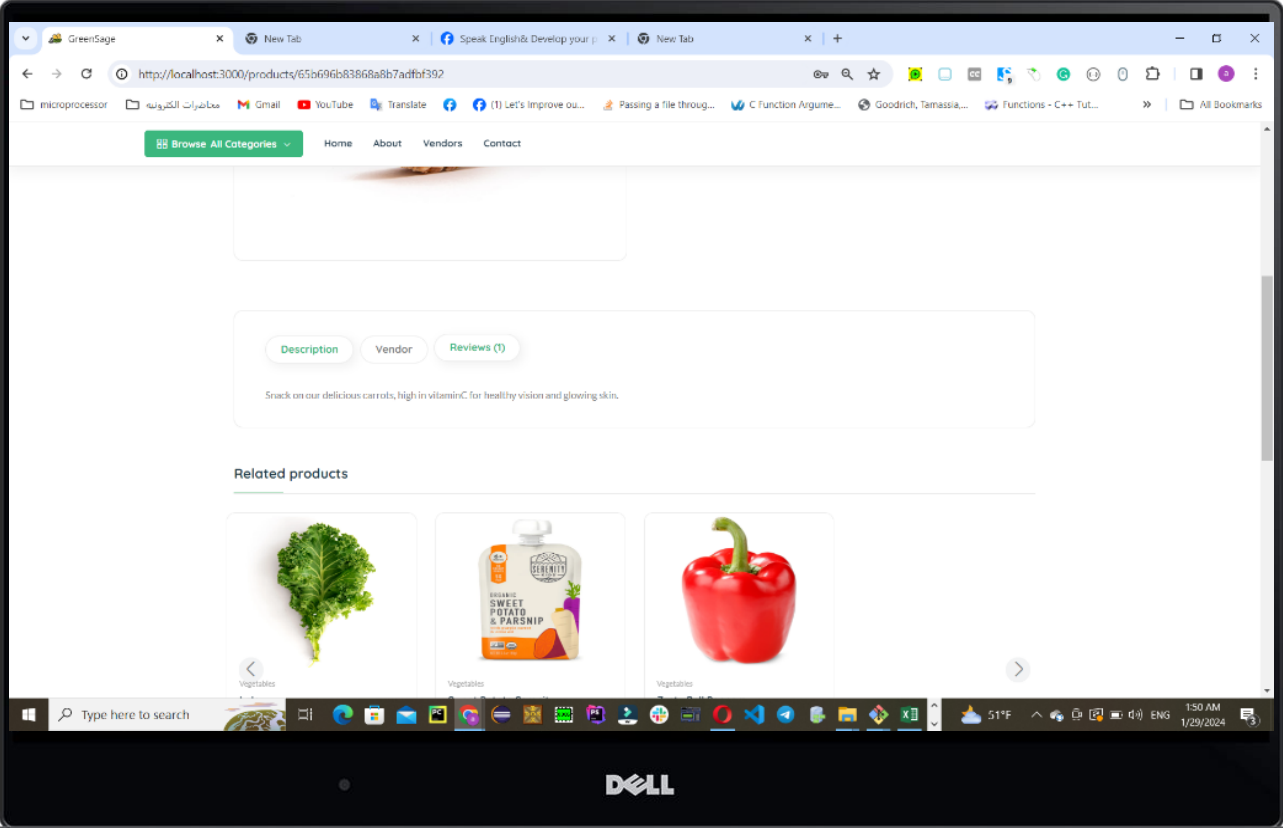 GreenSage
New Tab
Speak English& Develop your p
New Tab
http://localhost:3000/products/65b696b83868a8b7adfbf392
microprocessor
محاضرات الكترونيه
Gmail
YouTube
Translate
(1) Let's Improve ou...
Passing a file throug...
C Function Argume...
Goodrich, Tamassia,...
Functions - C++ Tut...
All Bookmarks
Browse All Categories
Home
About
Vendors
Contact
Description
Vendor
Reviews (1)
Snack on our delicious carrots, high in vitaminC for healthy vision and glowing skin.
Related products
SERENITY
ORGANIC
SWEET
POTATO
& PARSNIP
Vegetables
Vegetables
Vegetables
Type here to search
51°F
ENG
1:50 AM
1/29/2024
DELL